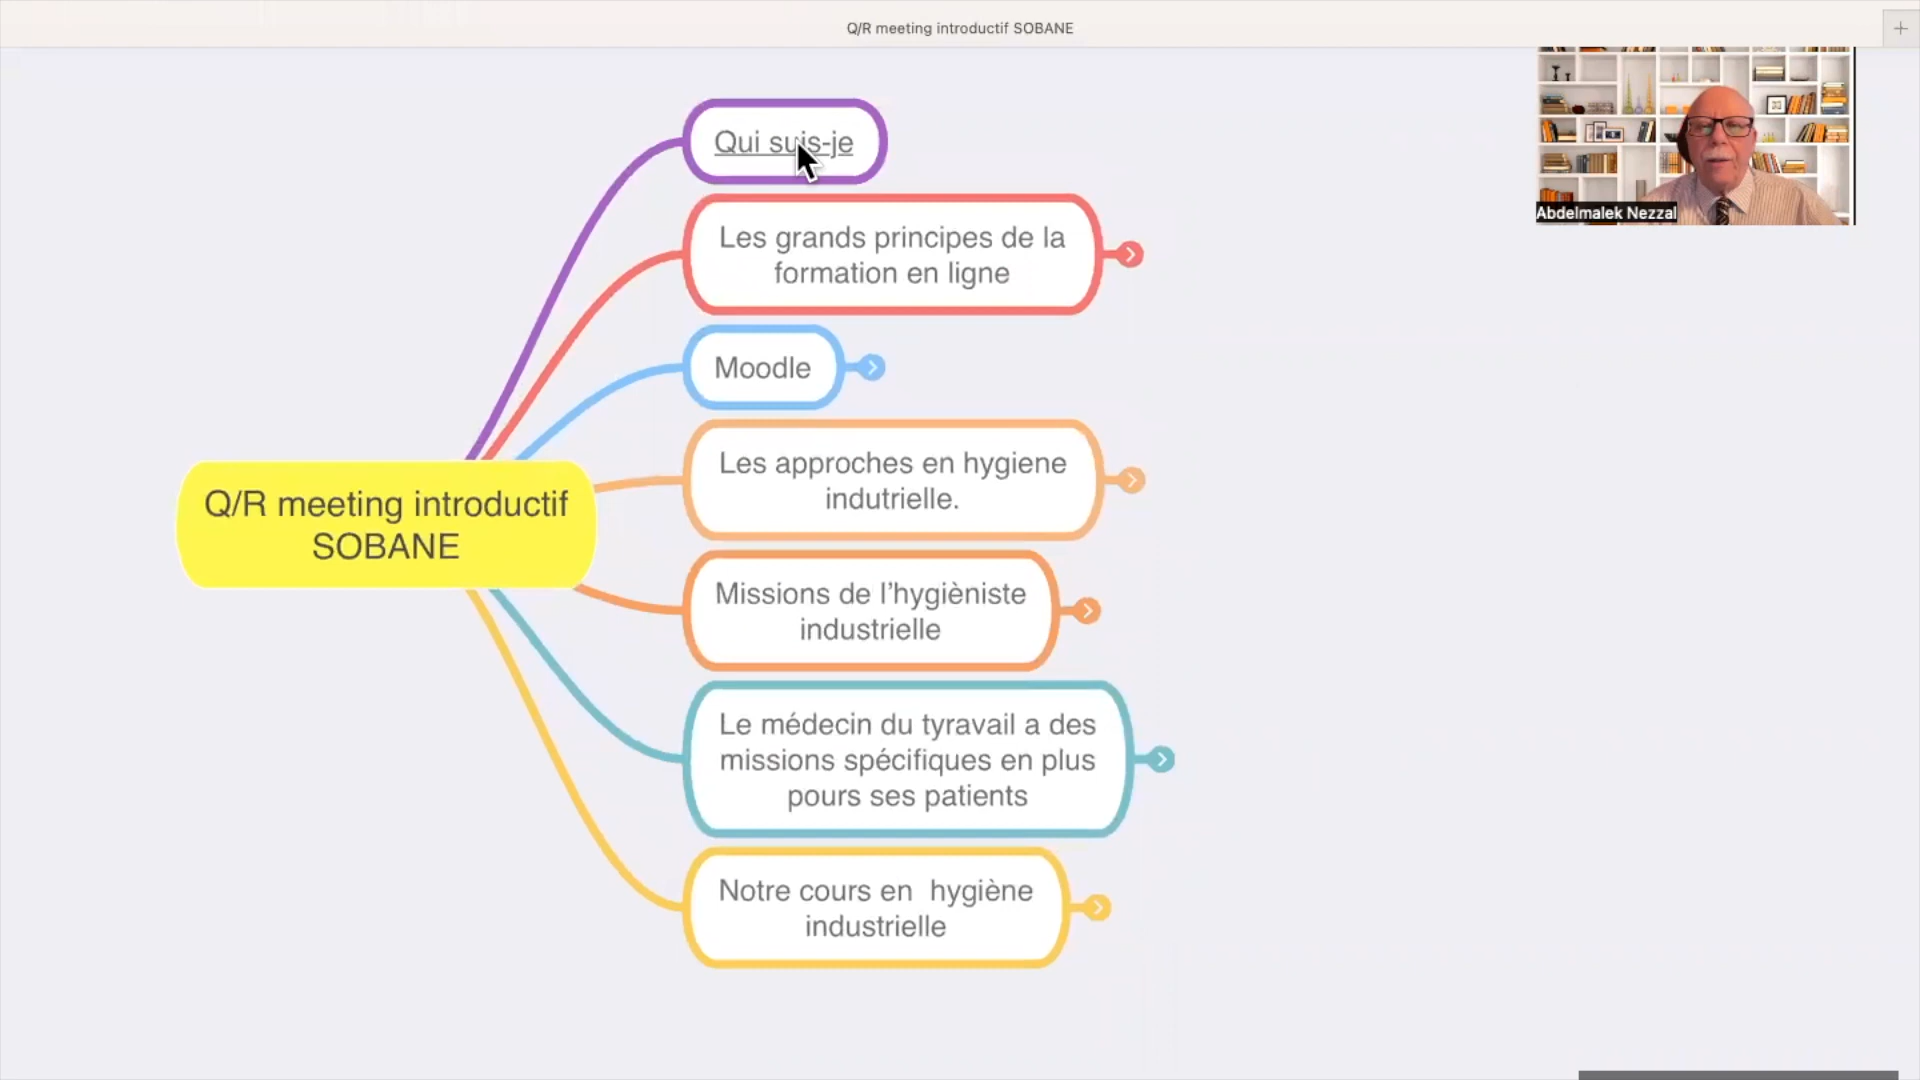 Q/R meeting introductif SOBANE
Abdelmalek Nezzal
Qui suis-je
Les grands principes de la
formation en ligne
Moodle
Les approches en hygiene
indutrielle.
Q/R meeting introductif
SOBANE
Missions de l'hygièniste
industrielle
Le médecin du tyravail a des
missions spécifiques en plus
pours ses patients
Notre cours en  hygiène
industrielle